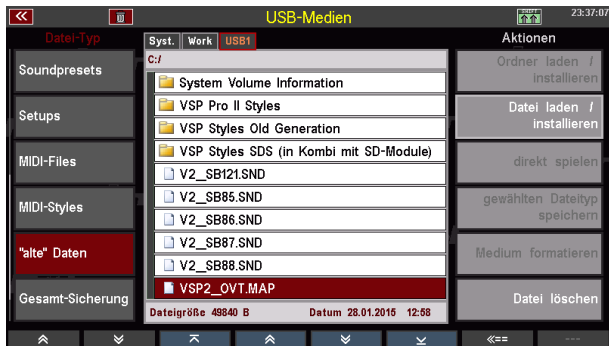 USB-Medien
SHIFT
23:37:07
Datei-Typ
Syst. Work USB1
Aktionen
C:/
Soundpresets
Setups
MIDI-Files
MIDI-Styles
"alte" Daten
Gesamt-Sicherung
System Volume Information
VSP Pro II Styles
VSP Styles Old Generation
VSP Styles SDS (in Kombi mit SD-Module)
V2_SB121.SND
V2_SB85.SND
V2_SB86.SND
V2_SB87.SND
V2_SB88.SND
VSP2_OVT.MAP
Dateigröße 49840 B Datum 28.01.2015 12:58
Ordner laden /
installieren
Datei laden /
installieren
direkt spielen
gewählten Dateityp
speichern
Medium formatieren
Datei löschen
<<==
---